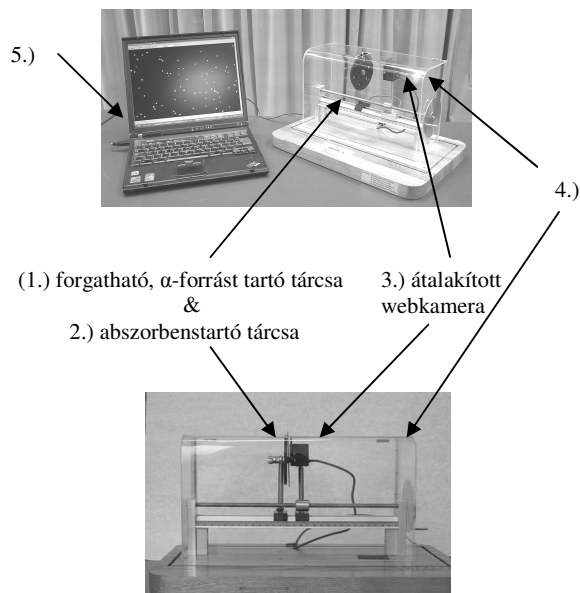 5.)
4.)
(1.) forgatható, α-forrást tartó tárcsa
&
2.) abszorbenstartó tárcsa
3.) átalakított
webkamera